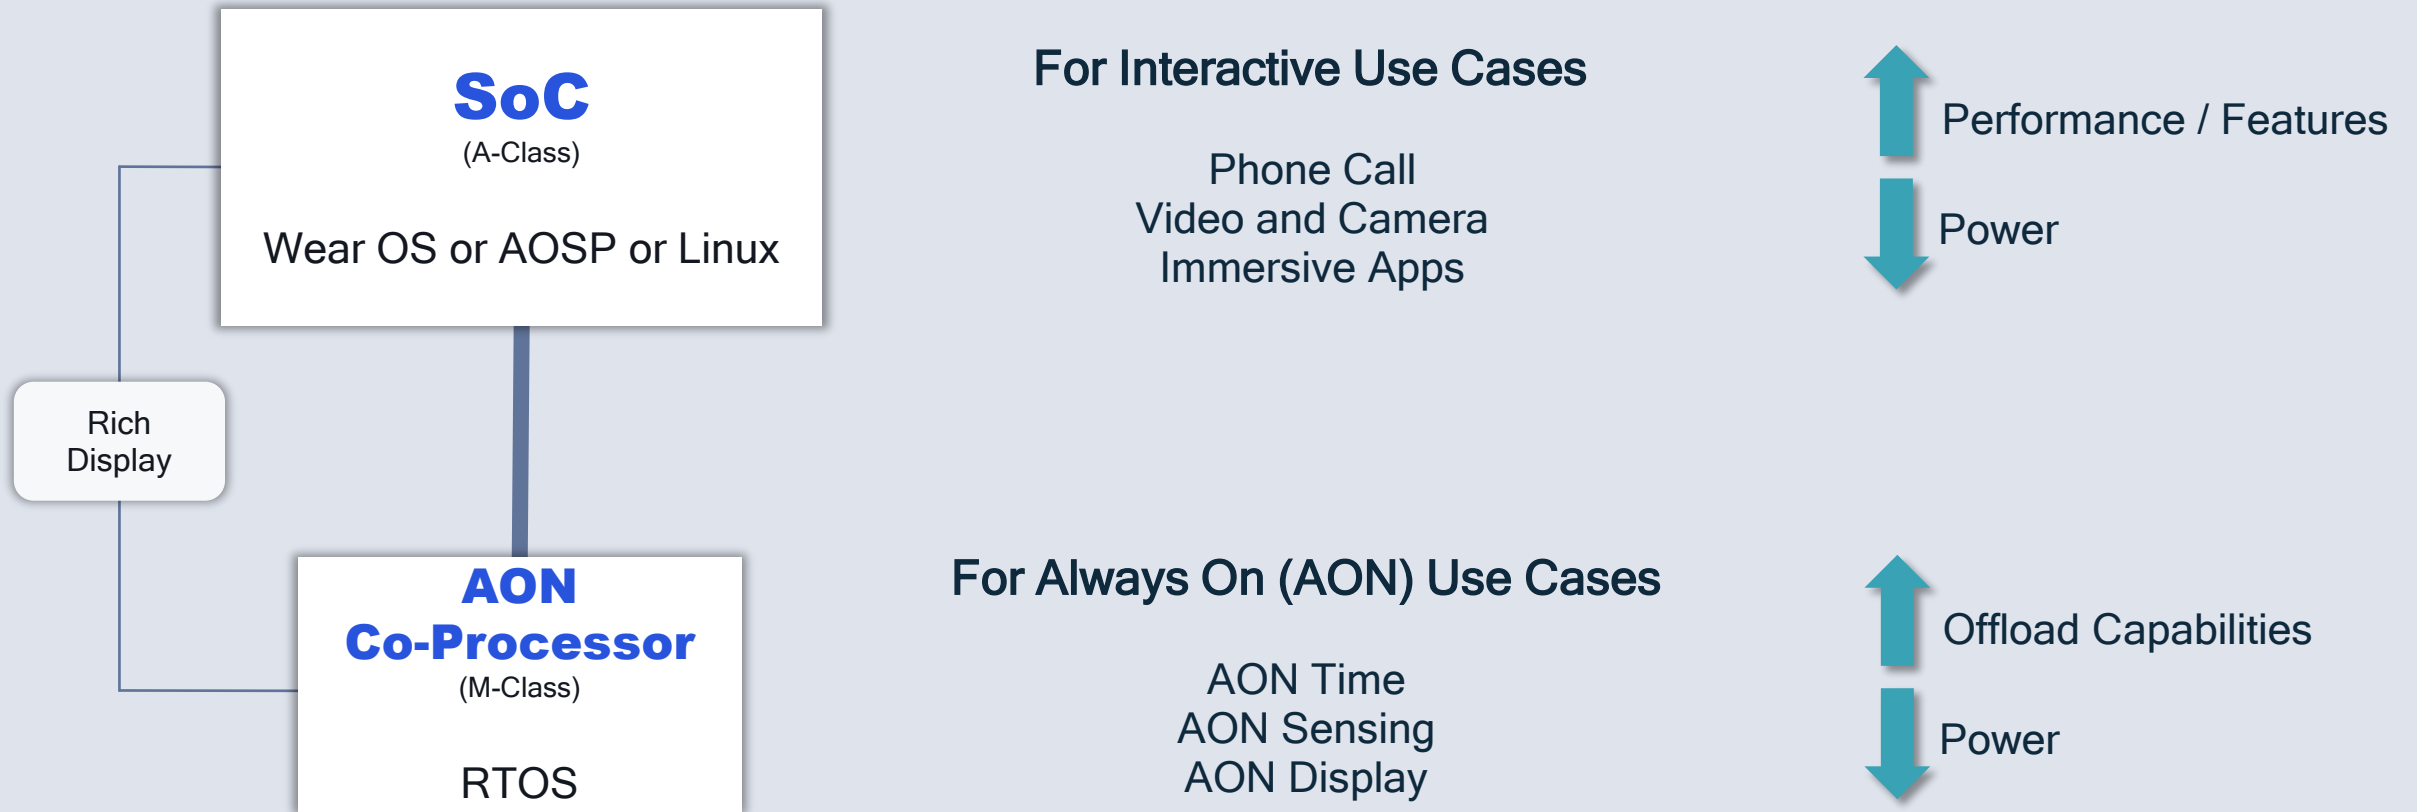 SoC
(A-Class)
Wear OS or AOSP or Linux
For Interactive Use Cases
Phone Call
Video and Camera
Immersive Apps
Performance / Features
Power
Rich
Display
AON
Co-Processor
(M-Class)
RTOS
For Always On (AON) Use Cases
AON Time
AON Sensing
AON Display
Offload Capabilities
Power